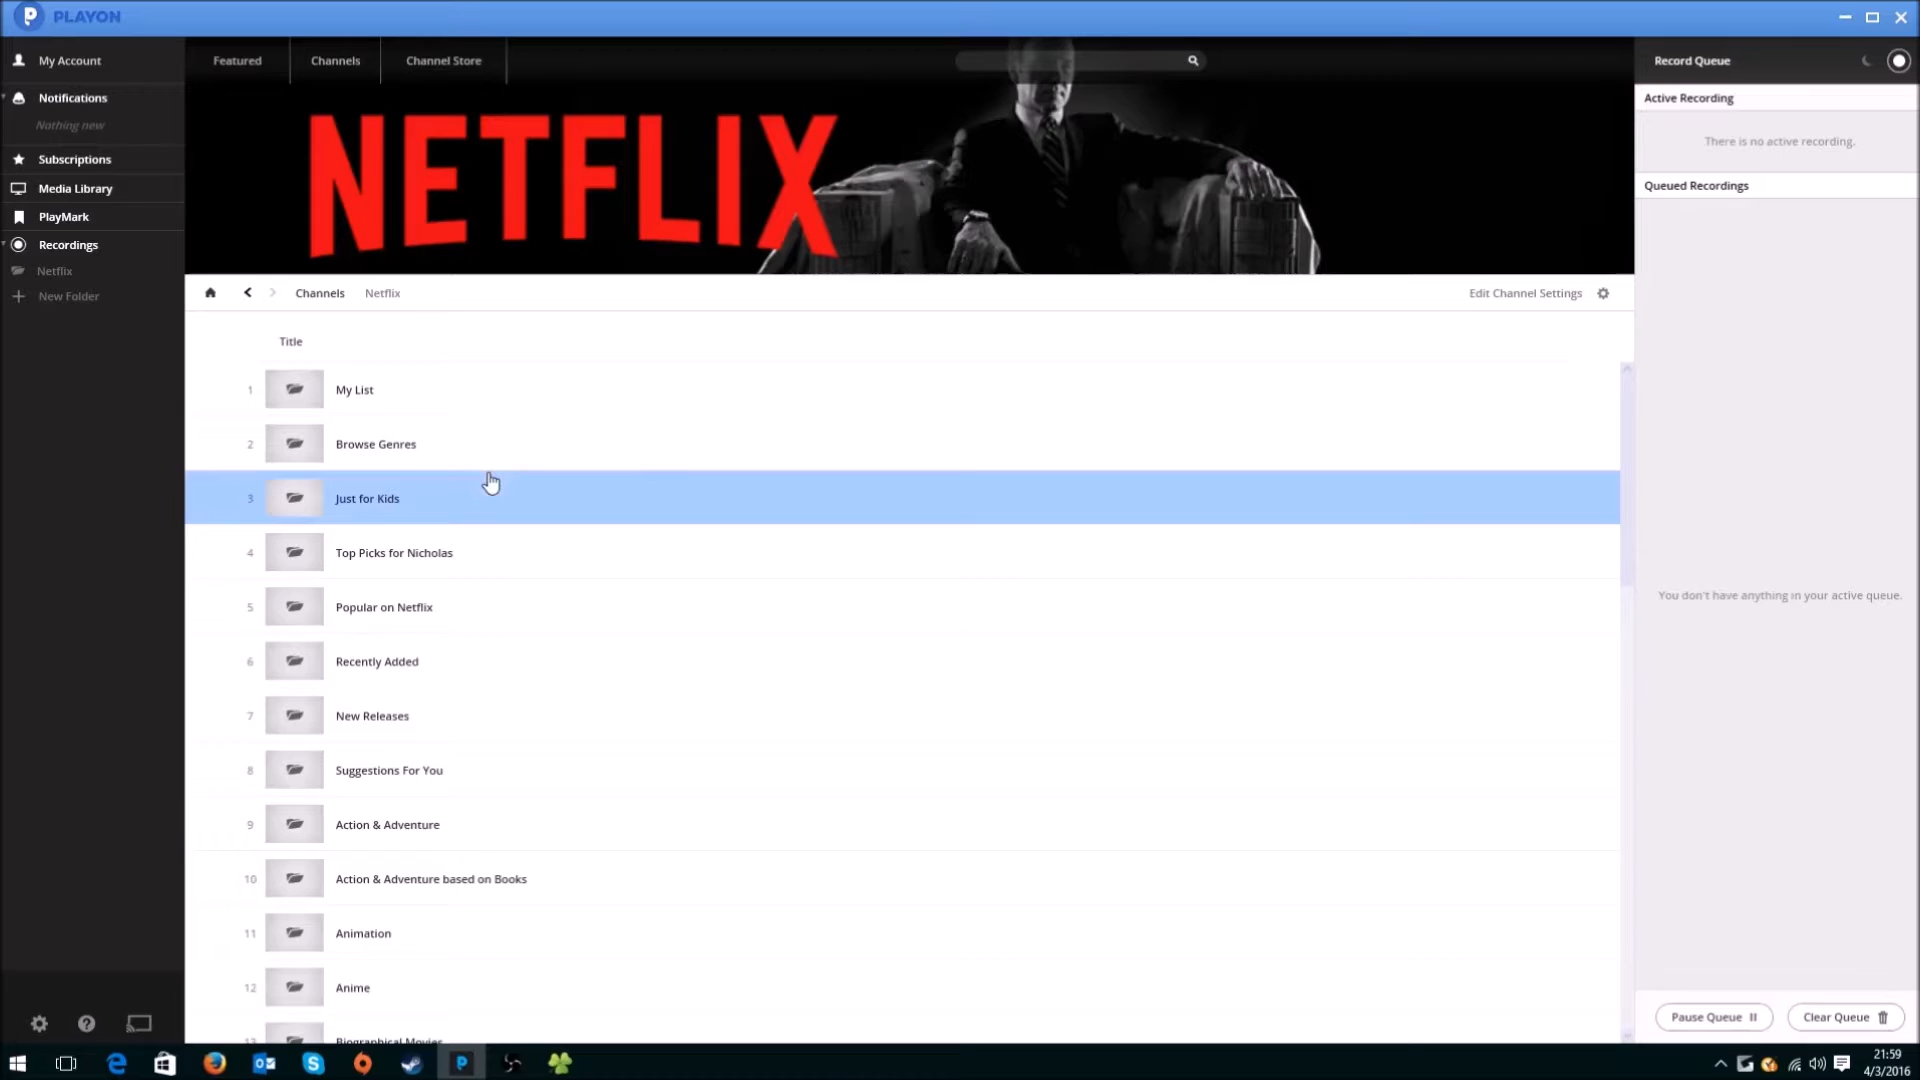 PLAYON
My Account
Notifications
Nothing new
Subscriptions
Media Library
PlayMark
Recordings
Netflix
New Folder
Featured
Channels
Channel Store
NETFLIX
Channels
Netflix
Edit Channel Settings
Title
1 My List
2 Browse Genres
3 Just for Kids
4 Top Picks for Nicholas
5 Popular on Netflix
6 Recently Added
7 New Releases
8 Suggestions For You
9 Action & Adventure
10 Action & Adventure based on Books
11 Animation
12 Anime
13 Biographical Movies
Record Queue
Active Recording
There is no active recording.
Queued Recordings
You don't have anything in your active queue.
Pause Queue
Clear Queue
21:59
4/3/2016